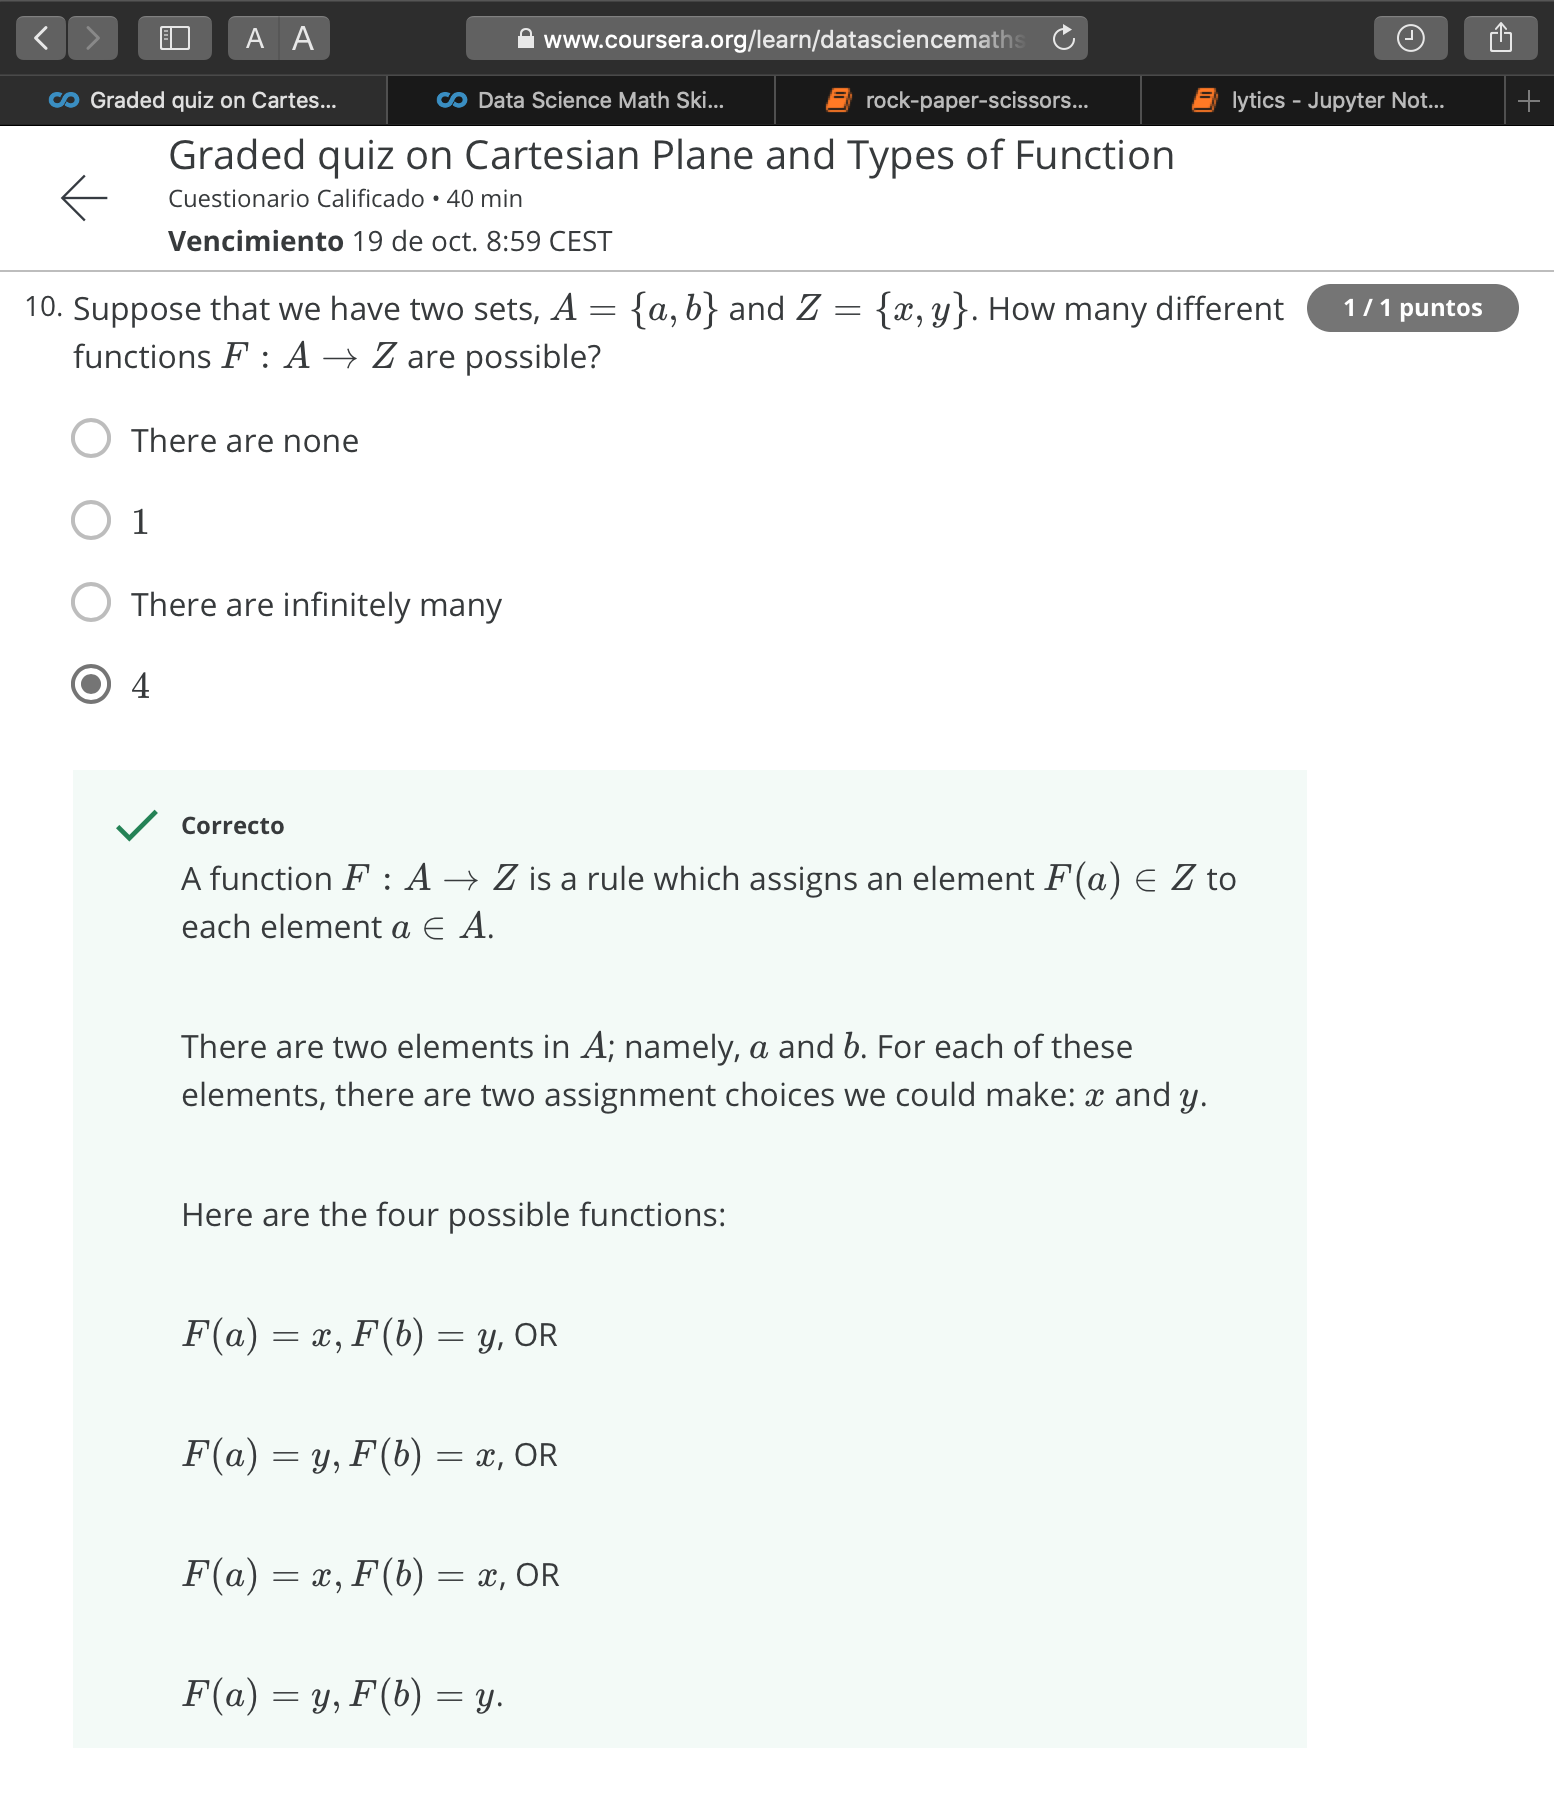 A A
www.coursera.org/learn/datasciencemaths
Graded quiz on Cartes...
Data Science Math Ski...
rock-paper-scissors...
lytics - Jupyter Not...
Graded quiz on Cartesian Plane and Types of Function
Cuestionario Calificado • 40 min
Vencimiento 19 de oct. 8:59 CEST
10. Suppose that we have two sets, A = {a, b} and Z = {x, y}. How many different
1 / 1 puntos
functions F : A → Z are possible?
There are none
1
There are infinitely many
4
Correcto
A function F : A → Z is a rule which assigns an element F(a) ∈ Z to
each element a ∈ A.
There are two elements in A; namely, a and b. For each of these
elements, there are two assignment choices we could make: x and y.
Here are the four possible functions:
F(a) = x, F(b) = y, OR
F(a) = y, F(b) = x, OR
F(a) = x, F(b) = x, OR
F(a) = y, F(b) = y.